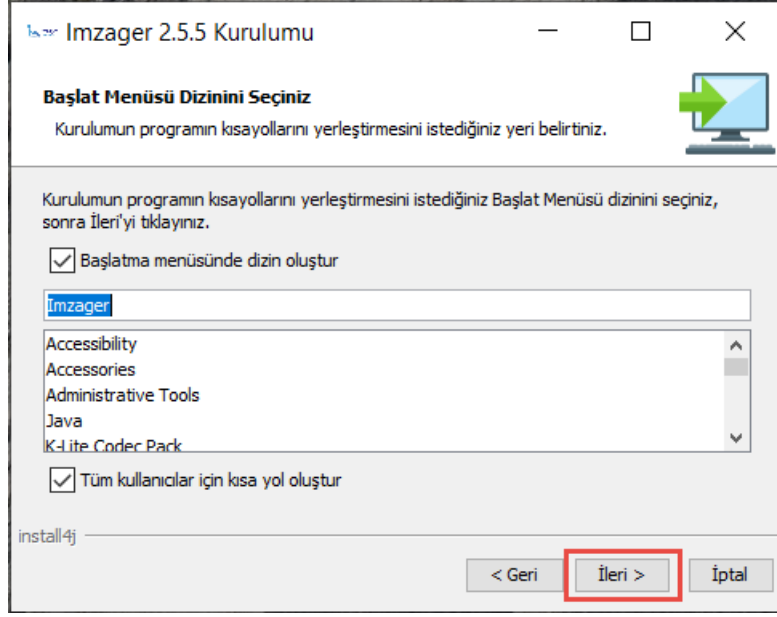 Imzager 2.5.5 Kurulumu
Başlat Menüsü Dizinini Seçiniz
Kurulumun programın kısayollarını yerleştirmesini istediğiniz yeri belirtiniz.
Kurulumun programın kısayollarını yerleştirmesini istediğiniz Başlat Menüsü dizinini seçiniz,
sonra İleri'yi tıklayınız.
Başlatma menüsünde dizin oluştur
Imzager
Accessibility
Accessories
Administrative Tools
Java
K-Lite Codec Pack
Tüm kullanıcılar için kısa yol oluştur
install4j
< Geri İleri > İptal